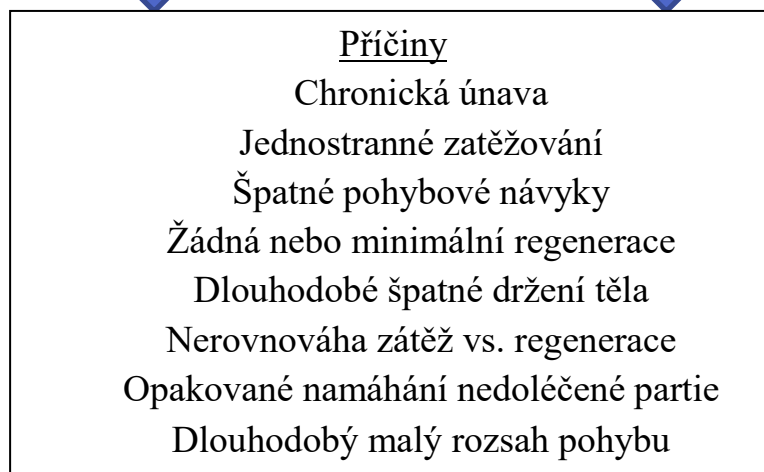 Příčiny
Chronická únava
Jednostranné zatěžování
Špatné pohybové návyky
Žádná nebo minimální regenerace
Dlouhodobé špatné držení těla
Nerovnováha zátěž vs. regenerace
Opakované namáhání nedoléčené partie
Dlouhodobý malý rozsah pohybu